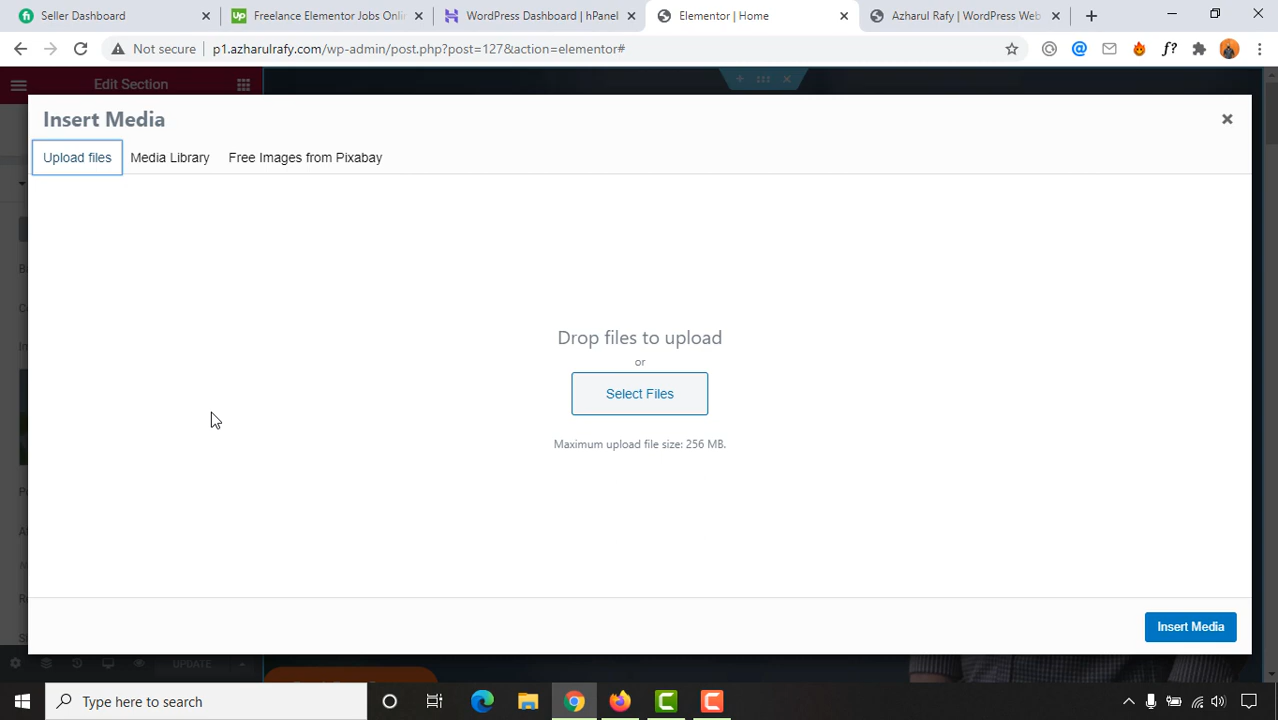 Seller Dashboard
Freelance Elementor Jobs Onlin
WordPress Dashboard | hPanel
Elementor | Home
Azharul Rafy | WordPress Web
Not secure
p1.azharulrafy.com/wp-admin/post.php?post=127&action=elementor#
Edit Section
Insert Media
Upload files
Media Library
Free Images from Pixabay
Drop files to upload
or
Select Files
Maximum upload file size: 256 MB.
Insert Media
UPDATE
Type here to search